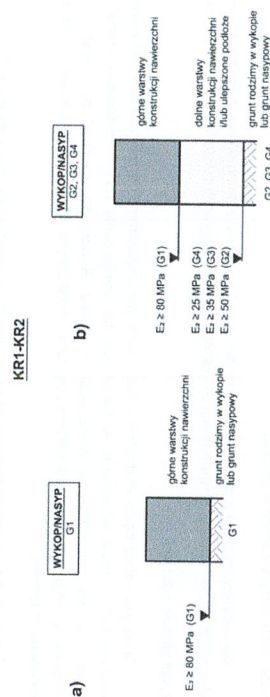 KR1-KR2
a)
WYKOP/NASYP
G1
górne warstwy
konstrukcji nawierzchni
E₂ ≥ 80 MPa (G1)
grunt rodzimy w wykopie
lub grunt nasypowy
G1
b)
WYKOP/NASYP
G2, G3, G4
górne warstwy
konstrukcji nawierzchni
E₂ ≥ 80 MPa (G1)
dolne warstwy
konstrukcji nawierzchni
i/lub ulepszone podłoże
E₂ ≥ 25 MPa (G4)
E₂ ≥ 35 MPa (G3)
E₂ ≥ 50 MPa (G2)
grunt rodzimy w wykopie
lub grunt nasypowy
G2, G3, G4